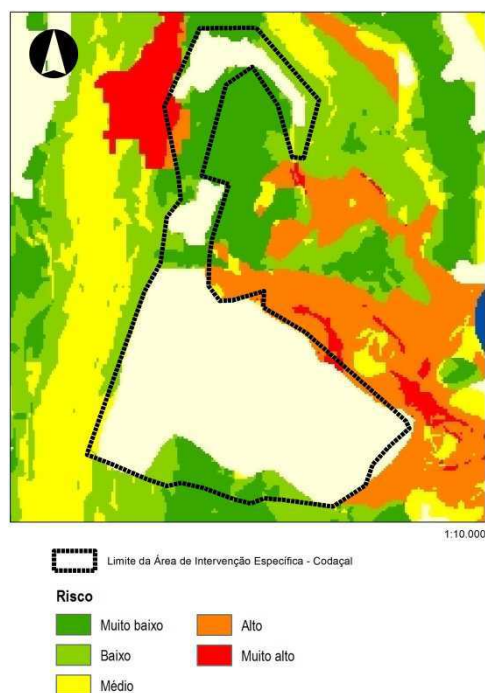 1:10.000
Limite da Área de Intervenção Específica - Codaçal
Risco
Muito baixo
Alto
Baixo
Muito alto
Médio